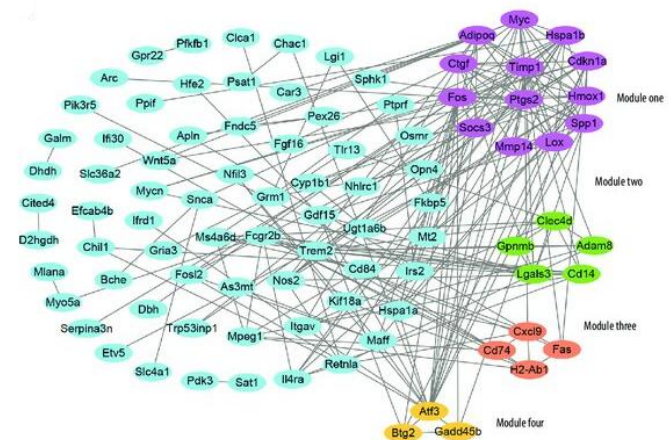 Myc
Adipoq
Hspa1b
Clca1
Pfkfb1
Chac1
Gpr22
Lgi1
Ctgf
Timp1
Cdkn1a
Arc
Hfe2
Psat1
Sphk1
Car3
Fos
Ptgs2
Hmox1
Module one
Pik3r5
Ppif
Ptprf
Pex26
Spp1
Apln
Fndc5
Socs3
Galm
Ifi30
Fgf16
Tlr13
Osmr
Mmp14
Lox
Wnt5a
Dhdh
Slc36a2
Nfil3
Opn4
Cyp1b1
Nhlrc1
Module two
Mycn
Snca
Grm1
Cited4
Efcab4b
Gdf15
Fkbp5
Ifrd1
Ugt1a6b
Clec4d
D2hgdh
Chil1
Gria3
Ms4a6d
Fcgr2b
Trem2
Mt2
Gpnmb
Adam8
Mlana
Bche
Fosl2
Cd84
Irs2
Lgals3
Cd14
As3mt
Nos2
Myo5a
Dbh
Kif18a
Hspa1a
Serpina3n
Trp53inp1
Itgav
Cxcl9
Module three
Mpeg1
Maff
Etv5
Cd74
Fas
Slc4a1
Retnla
H2-Ab1
Pdk3
Sat1
Il4ra
Atf3
Module four
Btg2
Gadd45b